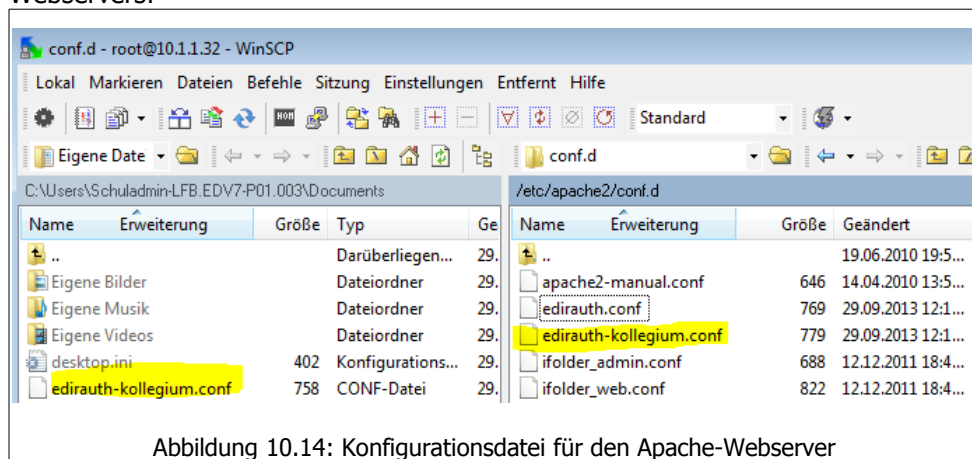 Webservers.
conf.d - root@10.1.1.32 - WinSCP
Lokal Markieren Dateien Befehle Sitzung Einstellungen Entfernt Hilfe
Standard
Eigene Date conf.d
C:\Users\Schuladmin-LFB.EDV7-P01.003\Documents /etc/apache2/conf.d
Name Erweiterung Größe Typ Ge Name Erweiterung Größe Geändert
.. Darüberliegen... 29. .. 19.06.2010 19:5...
Eigene Bilder Dateiordner 29. apache2-manual.conf 646 14.04.2010 13:5...
Eigene Musik Dateiordner 29. edirauth.conf 769 29.09.2013 12:1...
Eigene Videos Dateiordner 29. edirauth-kollegium.conf 779 29.09.2013 12:1...
desktop.ini 402 Konfigurations... 29. ifolder_admin.conf 688 12.12.2011 18:4...
edirauth-kollegium.conf 758 CONF-Datei 29. ifolder_web.conf 822 12.12.2011 18:4...
Abbildung 10.14: Konfigurationsdatei für den Apache-Webserver